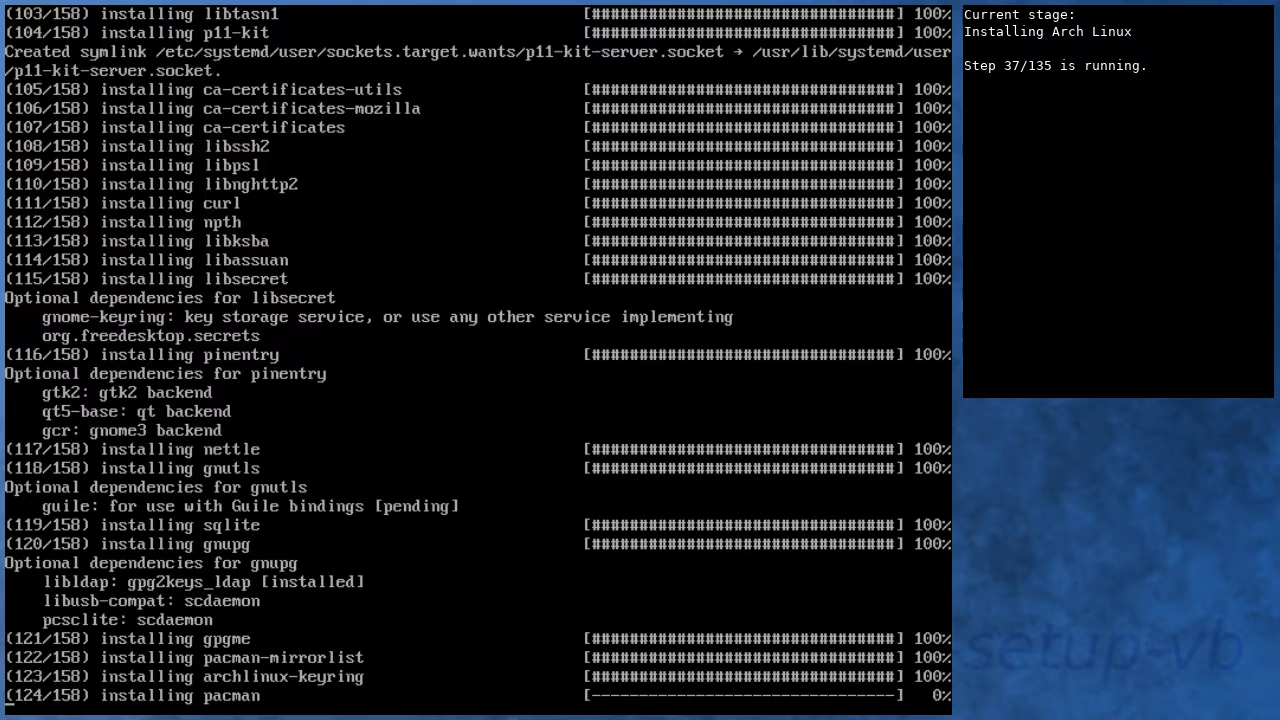 (103/158) installing libtasn1 [################################] 100%
(104/158) installing p11-kit [################################] 100%
Created symlink /etc/systemd/user/sockets.target.wants/p11-kit-server.socket → /usr/lib/systemd/user
/p11-kit-server.socket.
(105/158) installing ca-certificates-utils [################################] 100%
(106/158) installing ca-certificates-mozilla [################################] 100%
(107/158) installing ca-certificates [################################] 100%
(108/158) installing libssh2 [################################] 100%
(109/158) installing libpsl [################################] 100%
(110/158) installing libnghttp2 [################################] 100%
(111/158) installing curl [################################] 100%
(112/158) installing npth [################################] 100%
(113/158) installing libksba [################################] 100%
(114/158) installing libassuan [################################] 100%
(115/158) installing libsecret [################################] 100%
Optional dependencies for libsecret
gnome-keyring: key storage service, or use any other service implementing
org.freedesktop.secrets
(116/158) installing pinentry [################################] 100%
Optional dependencies for pinentry
gtk2: gtk2 backend
qt5-base: qt backend
gcr: gnome3 backend
(117/158) installing nettle [################################] 100%
(118/158) installing gnutls [################################] 100%
Optional dependencies for gnutls
guile: for use with Guile bindings [pending]
(119/158) installing sqlite [################################] 100%
(120/158) installing gnupg [################################] 100%
Optional dependencies for gnupg
libldap: gpg2keys_ldap [installed]
libusb-compat: scdaemon
pcsclite: scdaemon
(121/158) installing gpgme [################################] 100%
(122/158) installing pacman-mirrorlist [################################] 100%
(123/158) installing archlinux-keyring [################################] 100%
(124/158) installing pacman [--------------------------------] 0%
Current stage:
Installing Arch Linux
Step 37/135 is running.
setup-vb